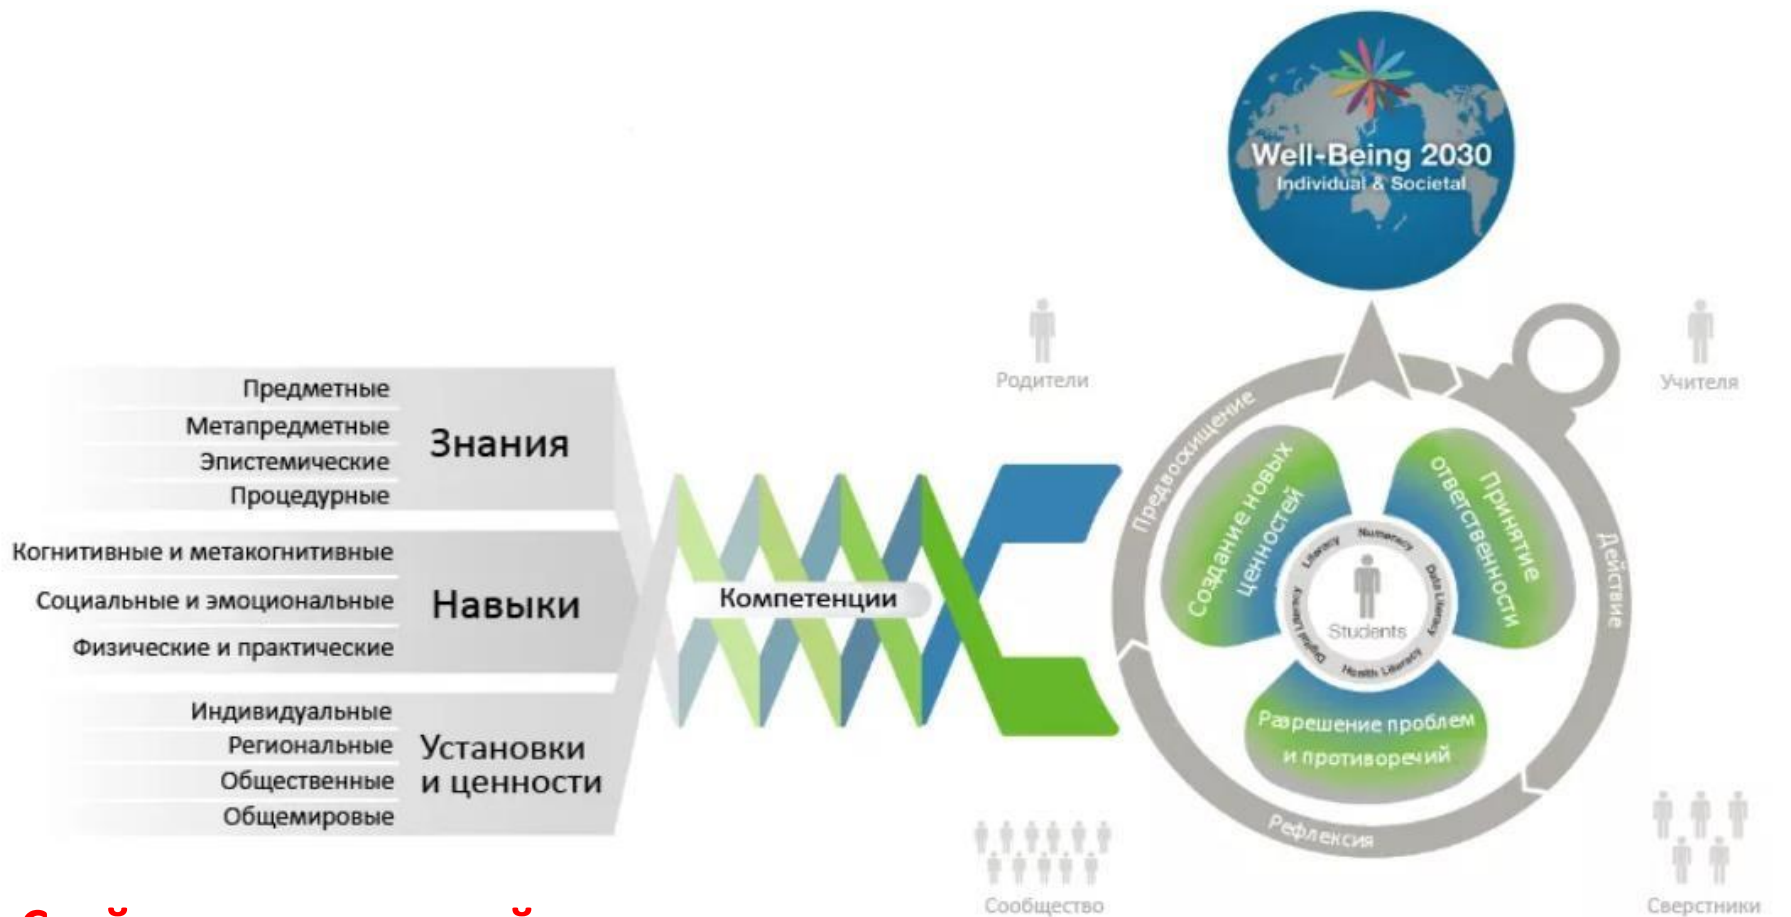 Well-Being 2030
Individual & Societal
Родители
Учителя
Предметные
Метапредметные
Эпистемические
Процедурные
Знания
Когнитивные и метакогнитивные
Социальные и эмоциональные
Физические и практические
Навыки
Индивидуальные
Региональные
Общественные
Общемировые
Установки
и ценности
Компетенции
Предвосхищение
Действие
Рефлексия
Создание новых
ценностей
Принятие
ответственности
Разрешение проблем
и противоречий
Literacy
Numeracy
Data Literacy
Health Literacy
Digital Literacy
Students
Сообщество
Сверстники